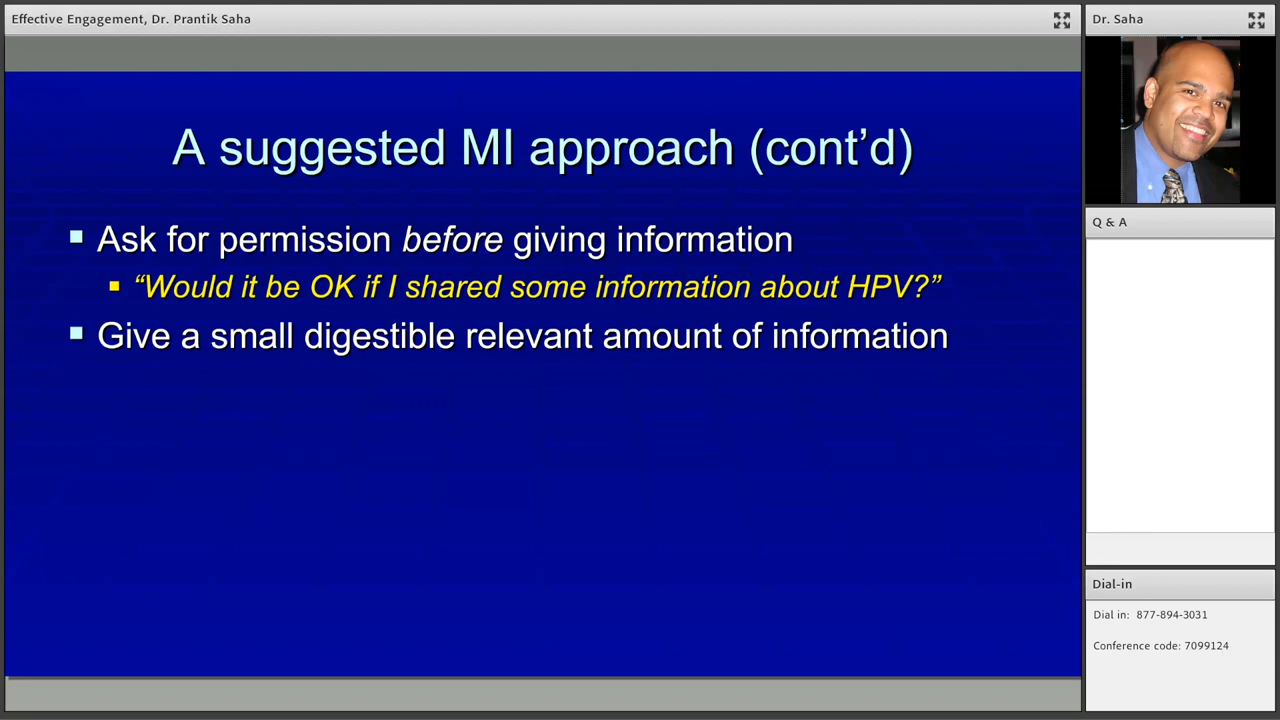 Effective Engagement, Dr. Prantik Saha
A suggested MI approach (cont’d)
Ask for permission before giving information
“Would it be OK if I shared some information about HPV?”
Give a small digestible relevant amount of information
Dr. Saha
Q & A
Dial-in
Dial in: 877-894-3031
Conference code: 7099124